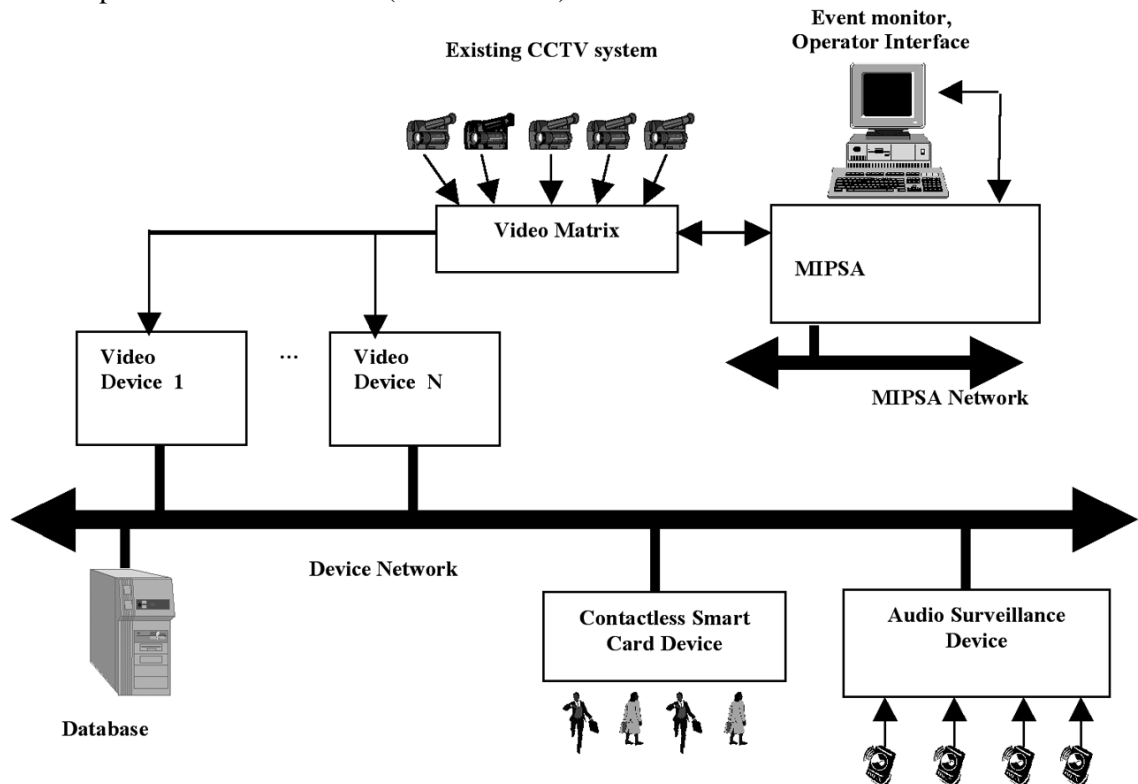 Event monitor,
Operator Interface
Existing CCTV system
Video Matrix
MIPSA
Video
Device 1
...
Video
Device N
MIPSA Network
Device Network
Contactless Smart
Card Device
Audio Surveillance
Device
Database